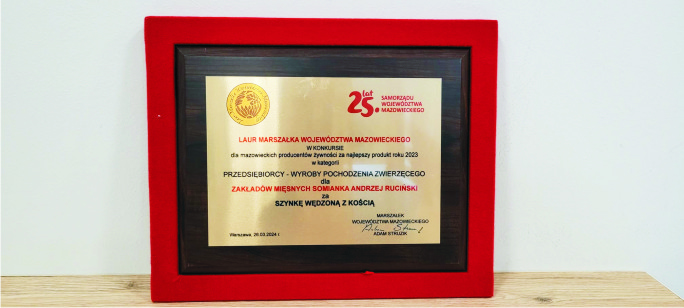 25 lat
SAMORZĄDU
WOJEWÓDZTWA
MAZOWIECKIEGO
LAUR MARSZAŁKA WOJEWÓDZTWA MAZOWIECKIEGO
W KONKURSIE
dla mazowieckich producentów żywności za najlepszy produkt roku 2023
w kategorii
PRZEDSIĘBIORCY - WYROBY POCHODZENIA ZWIERZĘCEGO
dla
ZAKŁADÓW MIĘSNYCH SOMIANKA ANDRZEJ RUCIŃSKI
za
SZYNKĘ WĘDZONĄ Z KOŚCIĄ
MARSZAŁEK
WOJEWÓDZTWA MAZOWIECKIEGO
ADAM STRUZIK
Warszawa, 26.03.2024 r.